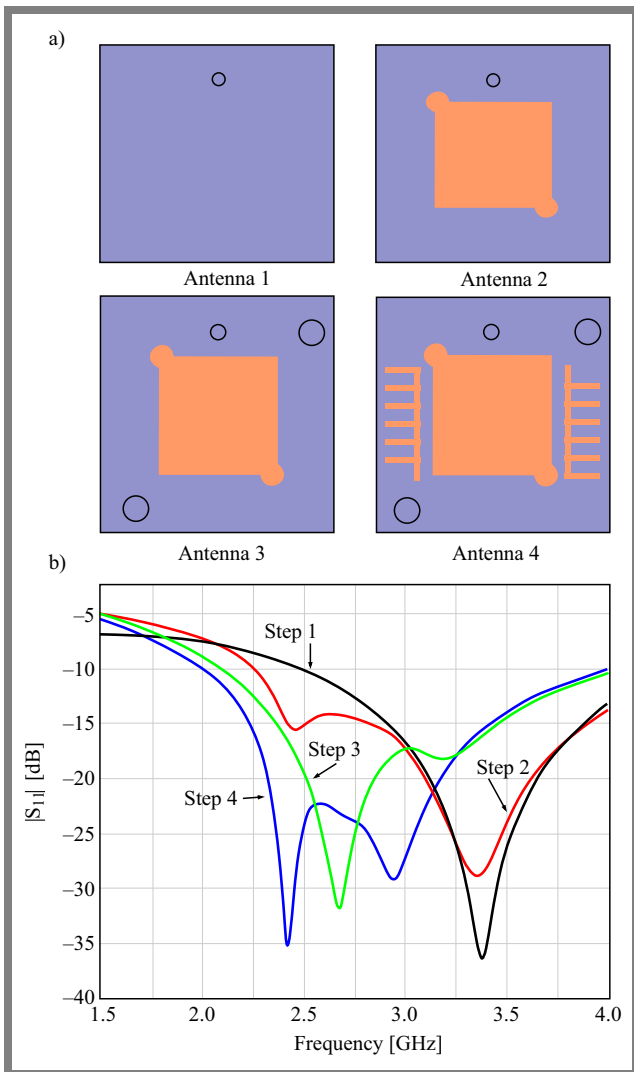 a)
Antenna 1
Antenna 2
Antenna 3
Antenna 4
b)
–5
–10
–15
–20
–25
–30
–35
–40
|S11| [dB]
Step 1
Step 3
Step 2
Step 4
1.5 2.0 2.5 3.0 3.5 4.0
Frequency [GHz]